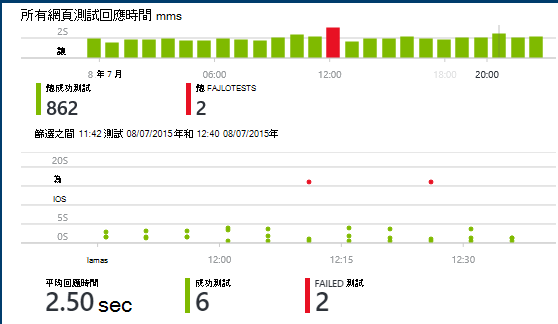 所有網頁測試回應時間 mms
2S
8 年 7 月 06:00 12:00 18:00 20:00
總成功測試 總 FAJLOTESTS
862 2
篩選之間 11:42 測試 08/07/2015年和 12:40 08/07/2015年
20S
為
IOS
5S
0S
lamas 12:00 12:15 12:30
平均回應時間 成功測試 FAILED 測試
2.50 sec 6 2